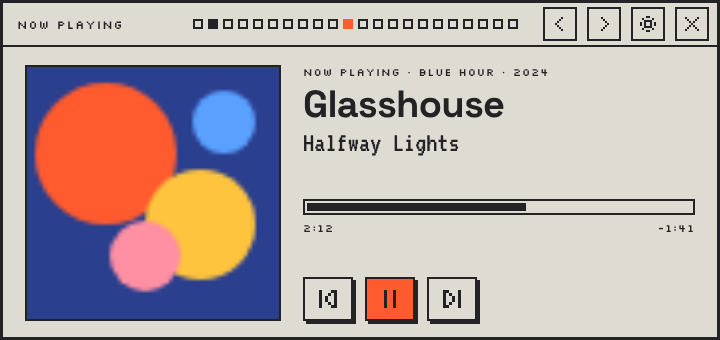 NOW PLAYING
NOW PLAYING · BLUE HOUR · 2024
Glasshouse
Halfway Lights
2:12
-1:41